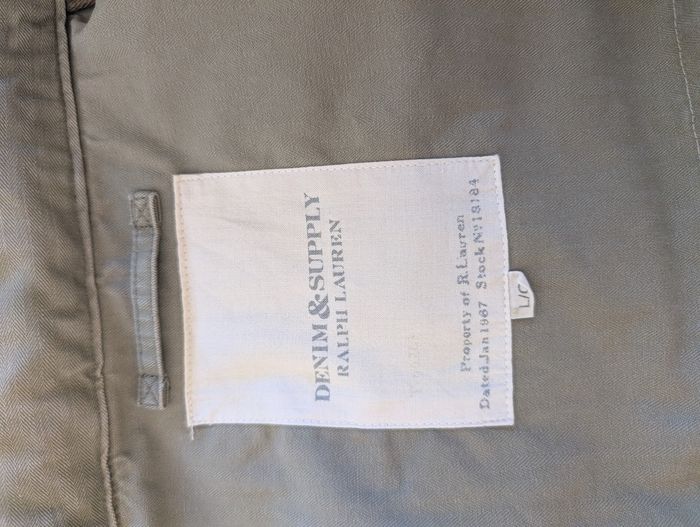 DENIM & SUPPLY
RALPH LAUREN
Property of R. Lauren
Dated Jan 1967 Stock No 18184
L/G